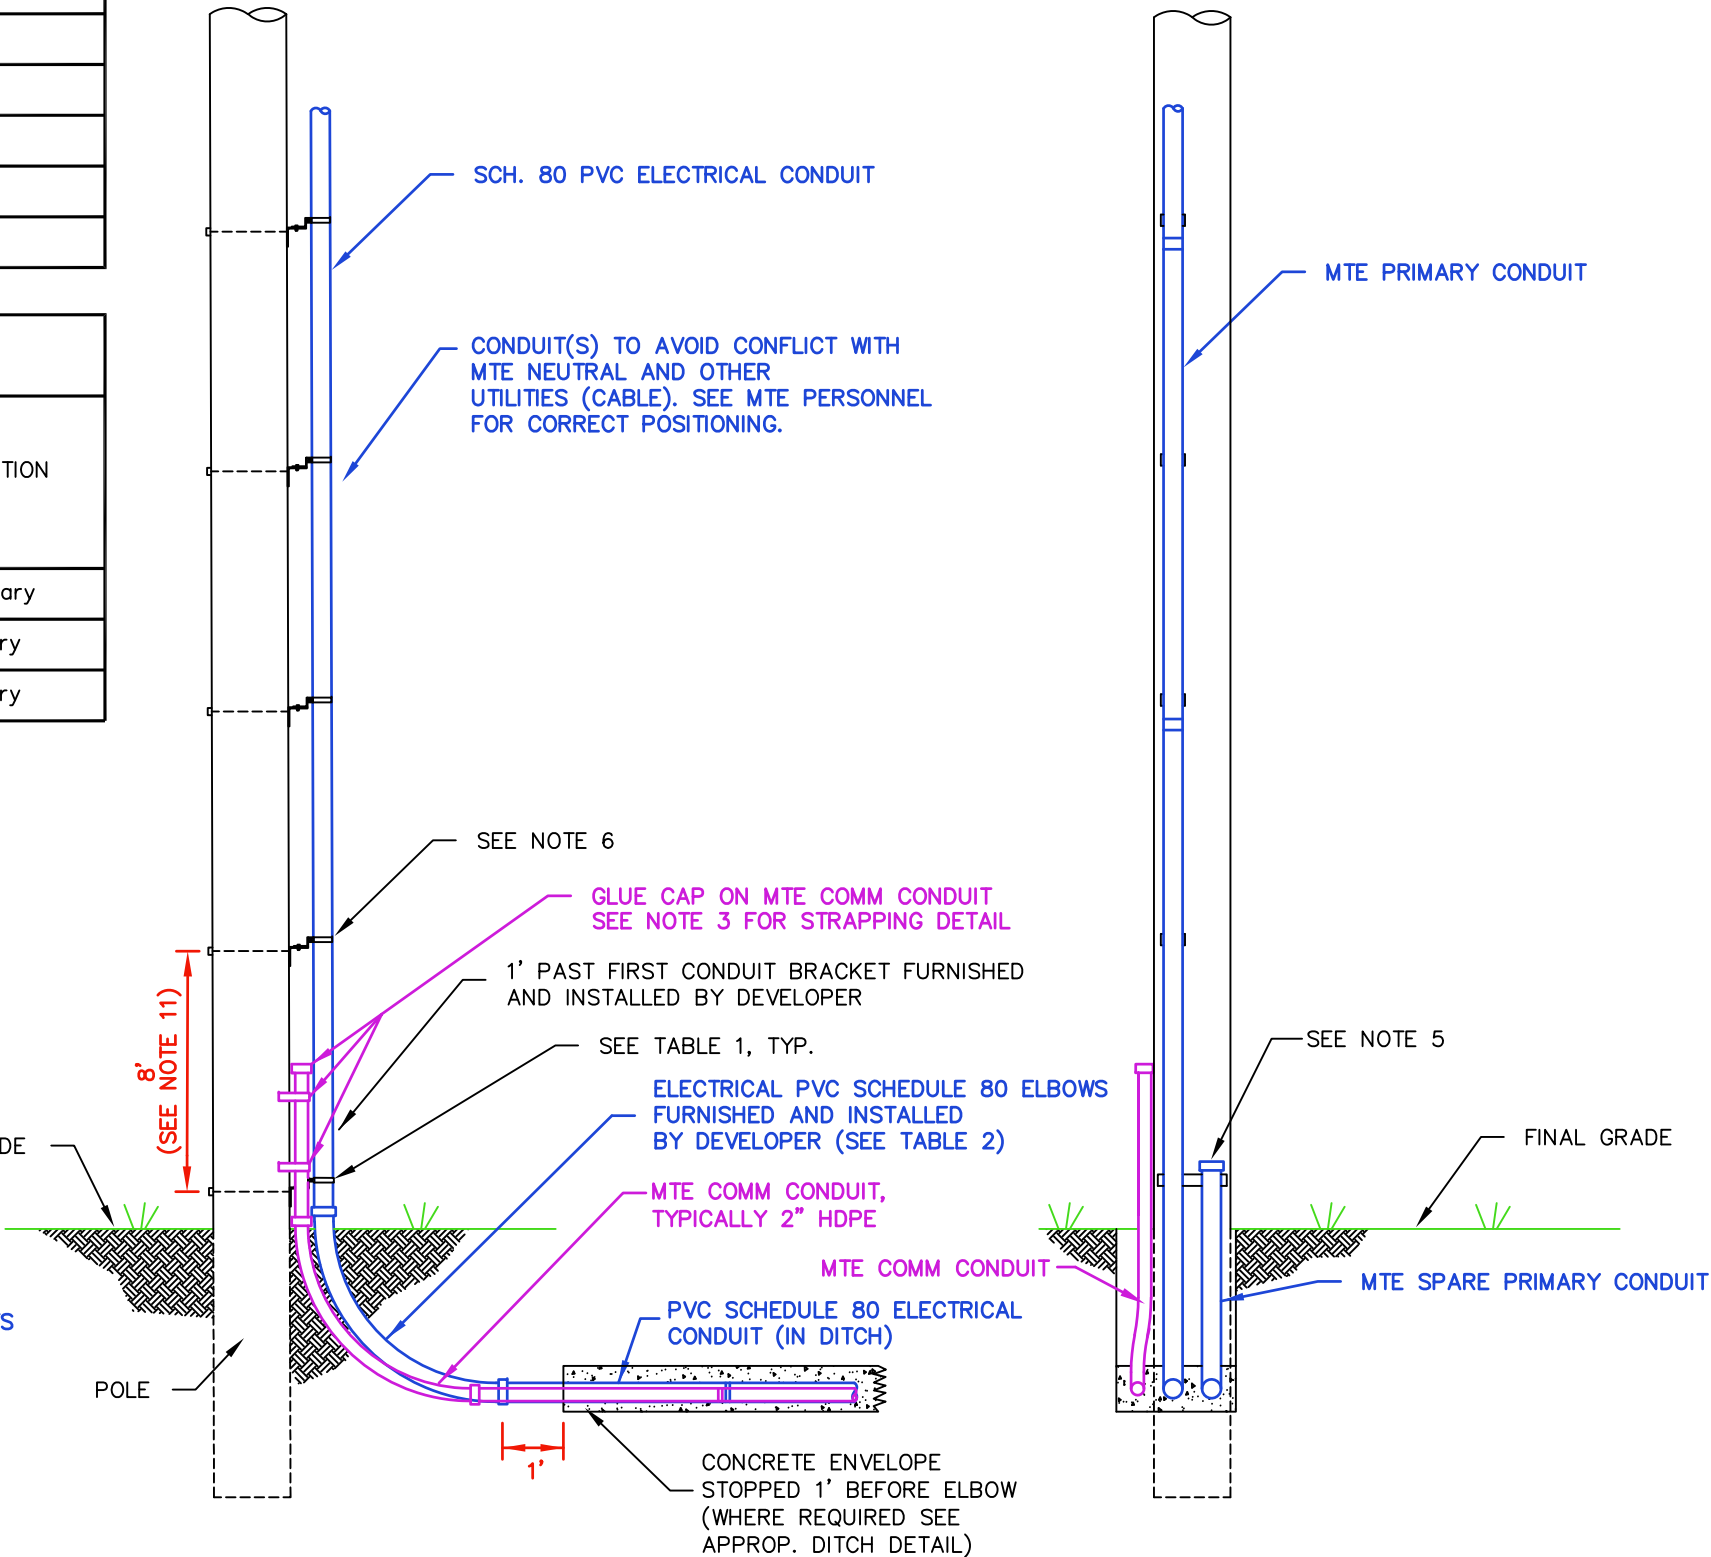 TION
ary
ry
ry
SCH. 80 PVC ELECTRICAL CONDUIT
CONDUIT(S) TO AVOID CONFLICT WITH
MTE NEUTRAL AND OTHER
UTILITIES (CABLE). SEE MTE PERSONNEL
FOR CORRECT POSITIONING.
MTE PRIMARY CONDUIT
SEE NOTE 6
GLUE CAP ON MTE COMM CONDUIT
SEE NOTE 3 FOR STRAPPING DETAIL
1' PAST FIRST CONDUIT BRACKET FURNISHED
AND INSTALLED BY DEVELOPER
8'
(SEE NOTE 11)
SEE TABLE 1, TYP.
SEE NOTE 5
ELECTRICAL PVC SCHEDULE 80 ELBOWS
FURNISHED AND INSTALLED
BY DEVELOPER (SEE TABLE 2)
DE
FINAL GRADE
MTE COMM CONDUIT,
TYPICALLY 2" HDPE
MTE COMM CONDUIT
MTE SPARE PRIMARY CONDUIT
S
PVC SCHEDULE 80 ELECTRICAL
CONDUIT (IN DITCH)
POLE
1'
CONCRETE ENVELOPE
STOPPED 1' BEFORE ELBOW
(WHERE REQUIRED SEE
APPROP. DITCH DETAIL)